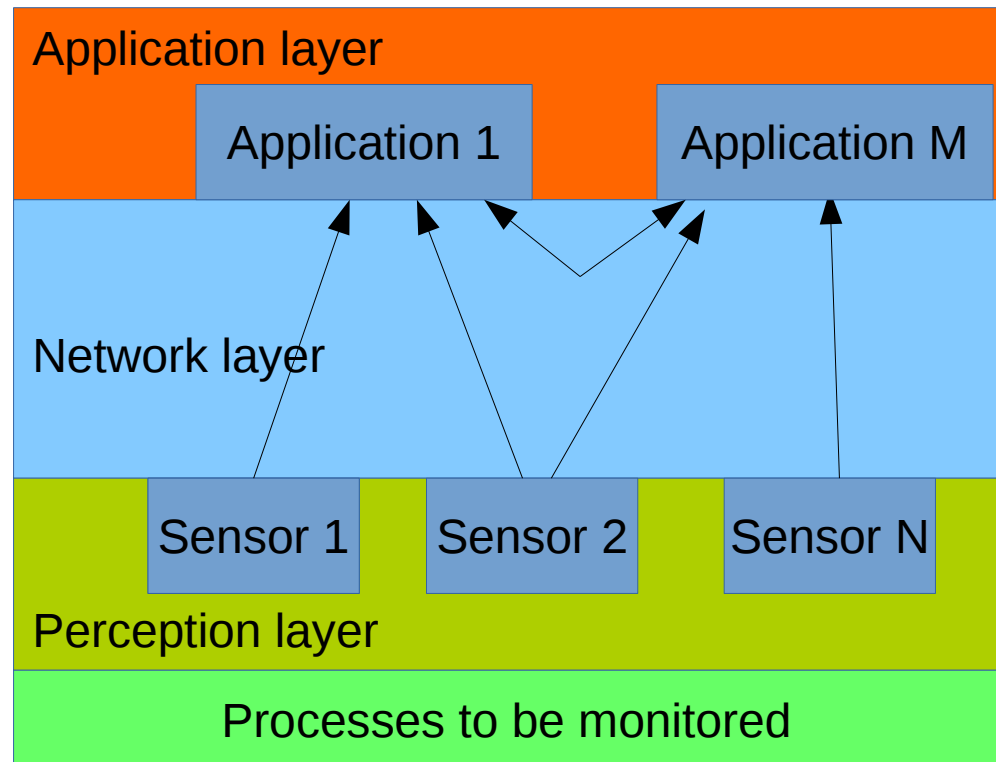 Application layer
Application 1
Application M
Network layer
Sensor 1
Sensor 2
Sensor N
Perception layer
Processes to be monitored